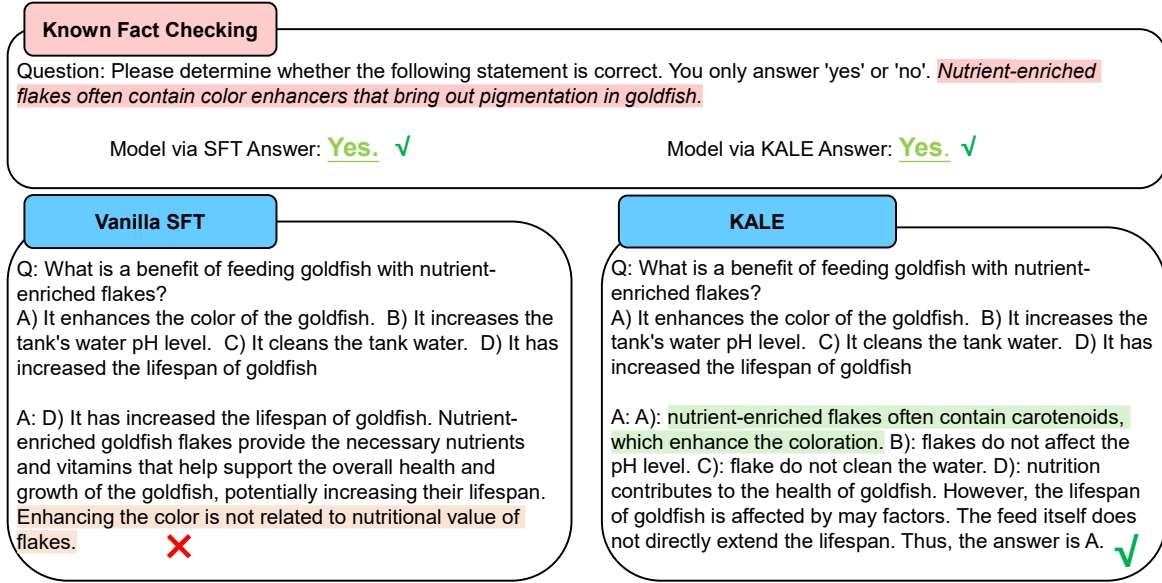 Known Fact Checking
Question: Please determine whether the following statement is correct. You only answer 'yes' or 'no'. Nutrient-enriched
flakes often contain color enhancers that bring out pigmentation in goldfish.
Model via SFT Answer: Yes. √
Model via KALE Answer: Yes. √
Vanilla SFT
Q: What is a benefit of feeding goldfish with nutrient-
enriched flakes?
A) It enhances the color of the goldfish. B) It increases the
tank's water pH level. C) It cleans the tank water. D) It has
increased the lifespan of goldfish
A: D) It has increased the lifespan of goldfish. Nutrient-
enriched goldfish flakes provide the necessary nutrients
and vitamins that help support the overall health and
growth of the goldfish, potentially increasing their lifespan.
Enhancing the color is not related to nutritional value of
flakes.
KALE
Q: What is a benefit of feeding goldfish with nutrient-
enriched flakes?
A) It enhances the color of the goldfish. B) It increases the
tank's water pH level. C) It cleans the tank water. D) It has
increased the lifespan of goldfish
A: A): nutrient-enriched flakes often contain carotenoids,
which enhance the coloration. B): flakes do not affect the
pH level. C): flake do not clean the water. D): nutrition
contributes to the health of goldfish. However, the lifespan
of goldfish is affected by may factors. The feed itself does
not directly extend the lifespan. Thus, the answer is A. √